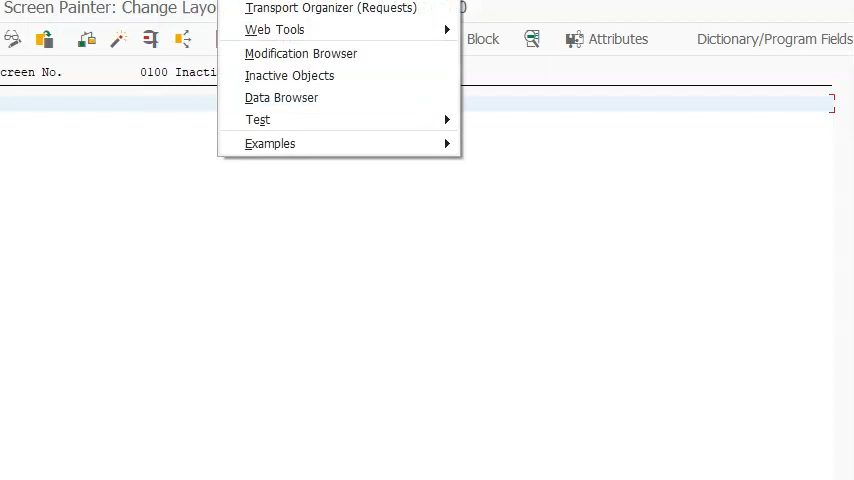 Screen Painter: Change Layo
0
Transport Organizer (Requests)
Web Tools
Block
Attributes
Dictionary/Program Fields
Modification Browser
creen No.
0100 Inacti
Inactive Objects
Data Browser
Test
Examples